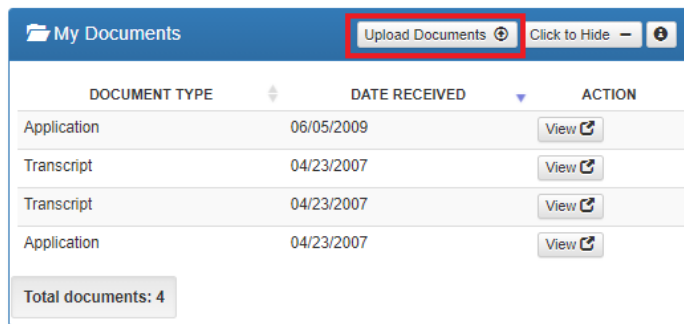 My Documents Upload Documents Click to Hide
DOCUMENT TYPE DATE RECEIVED ACTION
Application 06/05/2009 View
Transcript 04/23/2007 View
Transcript 04/23/2007 View
Application 04/23/2007 View
Total documents: 4